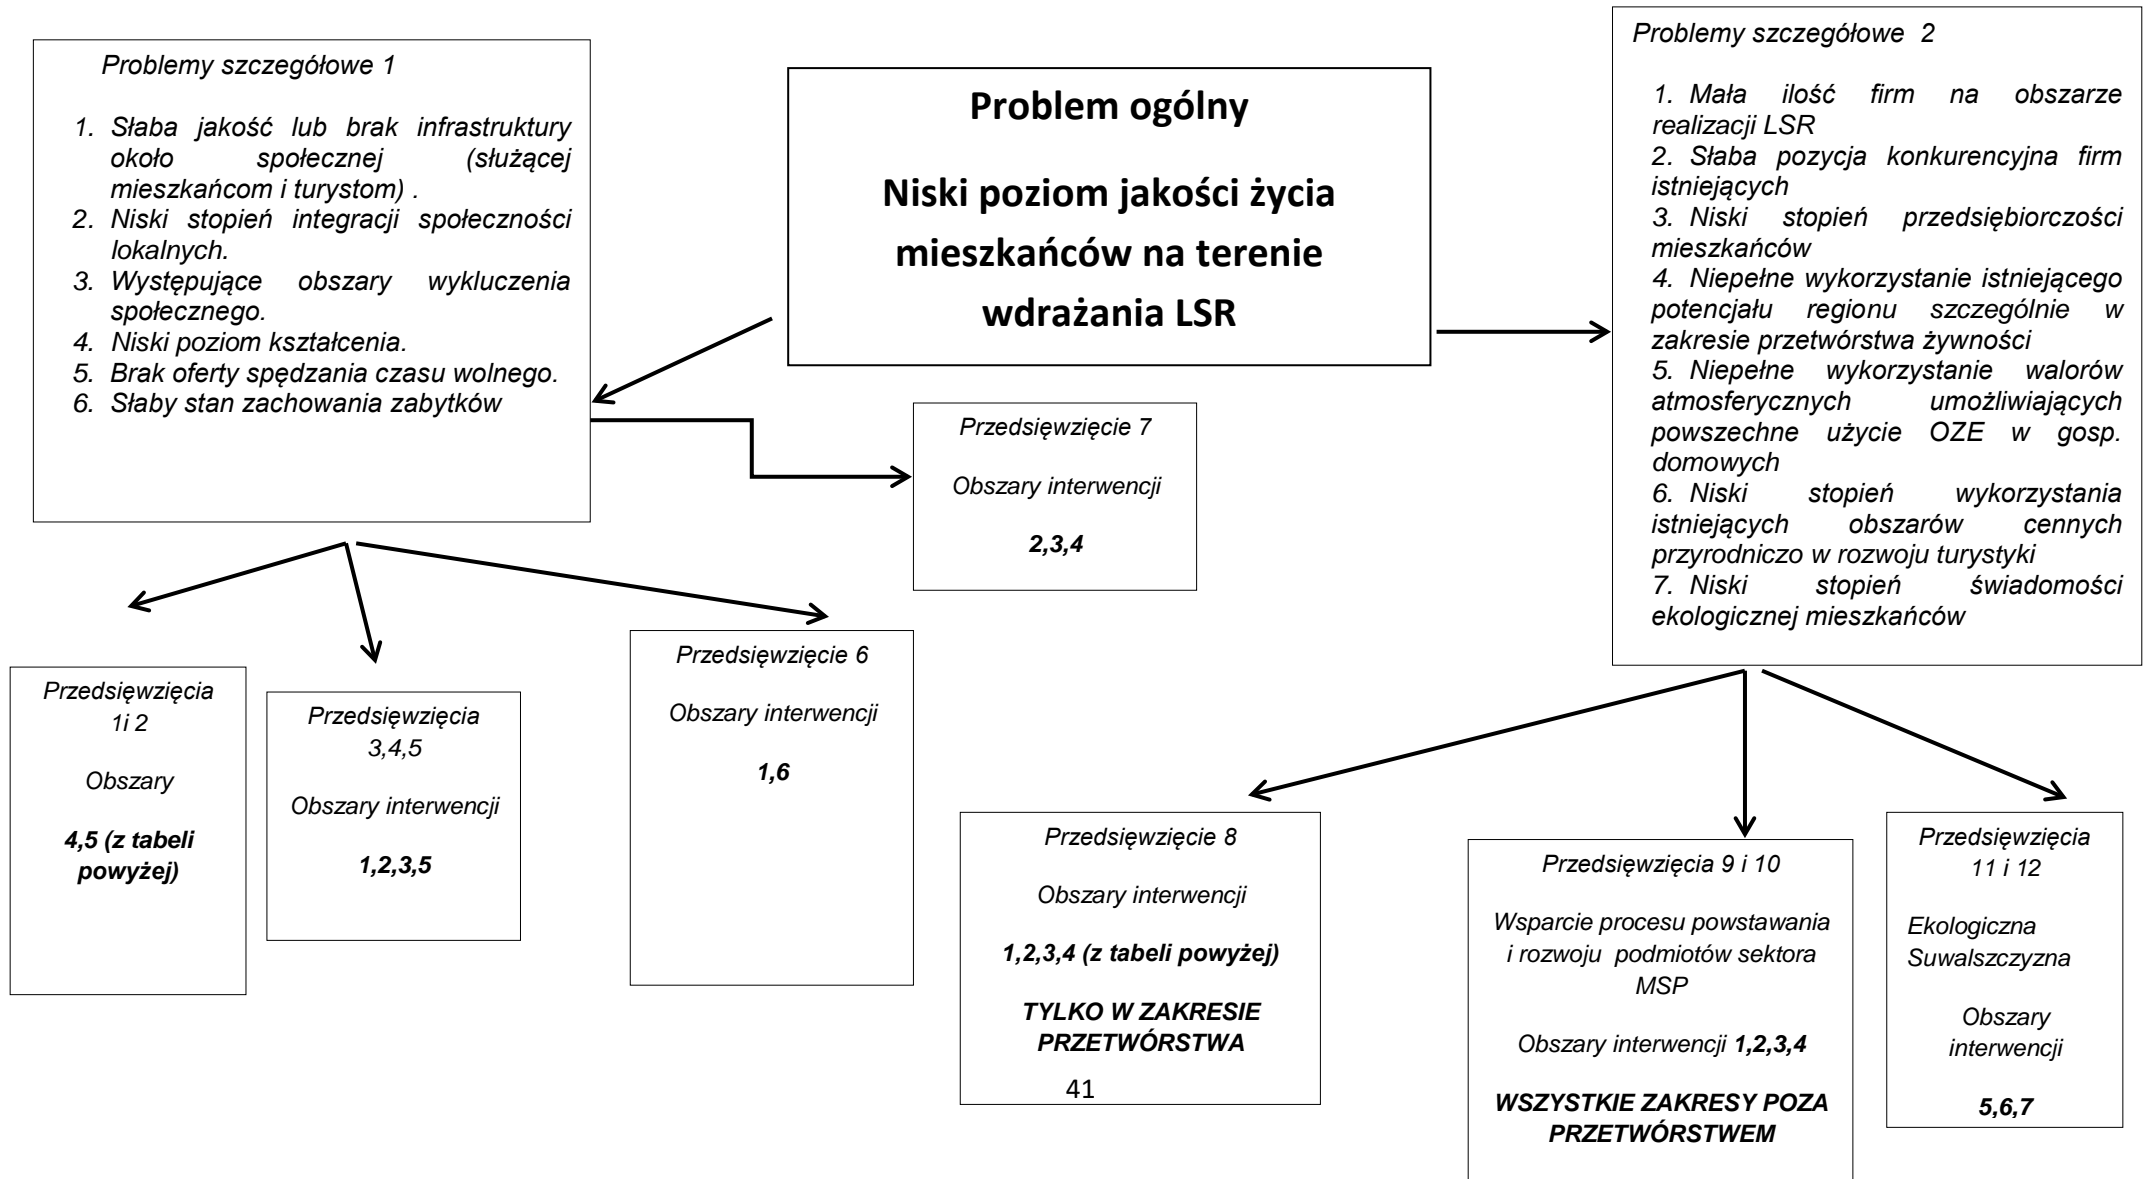 Problemy szczegółowe 1
1. Słaba jakość lub brak infrastruktury
około społecznej (służącej
mieszkańcom i turystom) .
2. Niski stopień integracji społeczności
lokalnych.
3. Występujące obszary wykluczenia
społecznego.
4. Niski poziom kształcenia.
5. Brak oferty spędzania czasu wolnego.
6. Słaby stan zachowania zabytków
Problem ogólny
Niski poziom jakości życia
mieszkańców na terenie
wdrażania LSR
Problemy szczegółowe 2
1. Mała ilość firm na obszarze
realizacji LSR
2. Słaba pozycja konkurencyjna firm
istniejących
3. Niski stopień przedsiębiorczości
mieszkańców
4. Niepełne wykorzystanie istniejącego
potencjału regionu szczególnie w
zakresie przetwórstwa żywności
5. Niepełne wykorzystanie walorów
atmosferycznych umożliwiających
powszechne użycie OZE w gosp.
domowych
6. Niski stopień wykorzystania
istniejących obszarów cennych
przyrodniczo w rozwoju turystyki
7. Niski stopień świadomości
ekologicznej mieszkańców
Przedsięwzięcie 7
Obszary interwencji
2,3,4
Przedsięwzięcia
1i 2
Obszary
4,5 (z tabeli
powyżej)
Przedsięwzięcia
3,4,5
Obszary interwencji
1,2,3,5
Przedsięwzięcie 6
Obszary interwencji
1,6
Przedsięwzięcie 8
Obszary interwencji
1,2,3,4 (z tabeli powyżej)
TYLKO W ZAKRESIE
PRZETWÓRSTWA
41
Przedsięwzięcia 9 i 10
Wsparcie procesu powstawania
i rozwoju podmiotów sektora
MSP
Obszary interwencji 1,2,3,4
WSZYSTKIE ZAKRESY POZA
PRZETWÓRSTWEM
Przedsięwzięcia
11 i 12
Ekologiczna
Suwalszczyzna
Obszary
interwencji
5,6,7